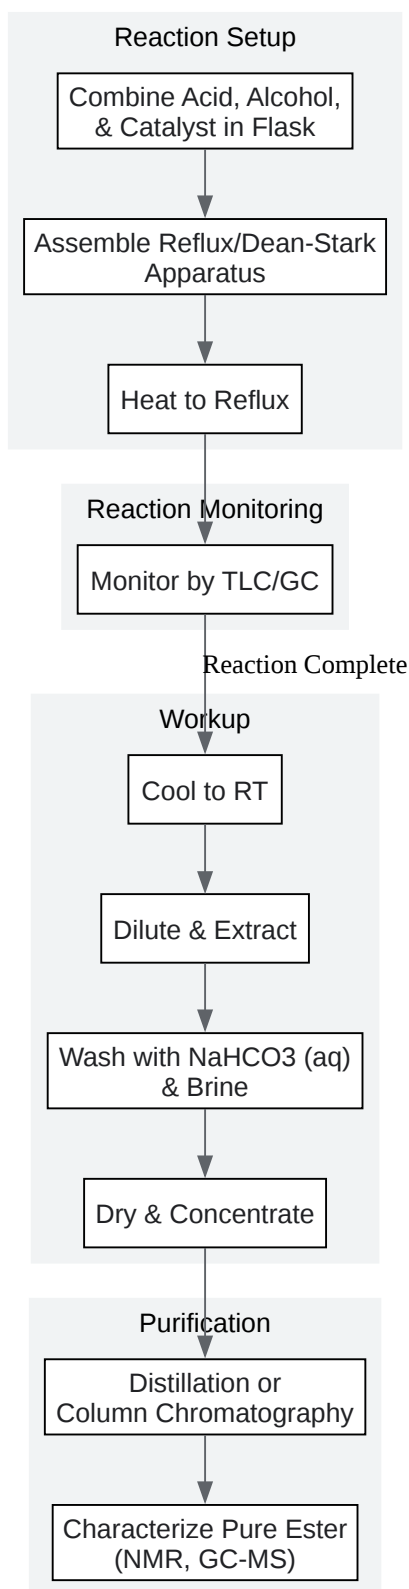 Reaction Setup
Combine Acid, Alcohol,
& Catalyst in Flask
Assemble Reflux/Dean-Stark
Apparatus
Heat to Reflux
Reaction Monitoring
Monitor by TLC/GC
Reaction Complete
Workup
Cool to RT
Dilute & Extract
Wash with NaHCO3 (aq)
& Brine
Dry & Concentrate
Purification
Distillation or
Column Chromatography
Characterize Pure Ester
(NMR, GC-MS)